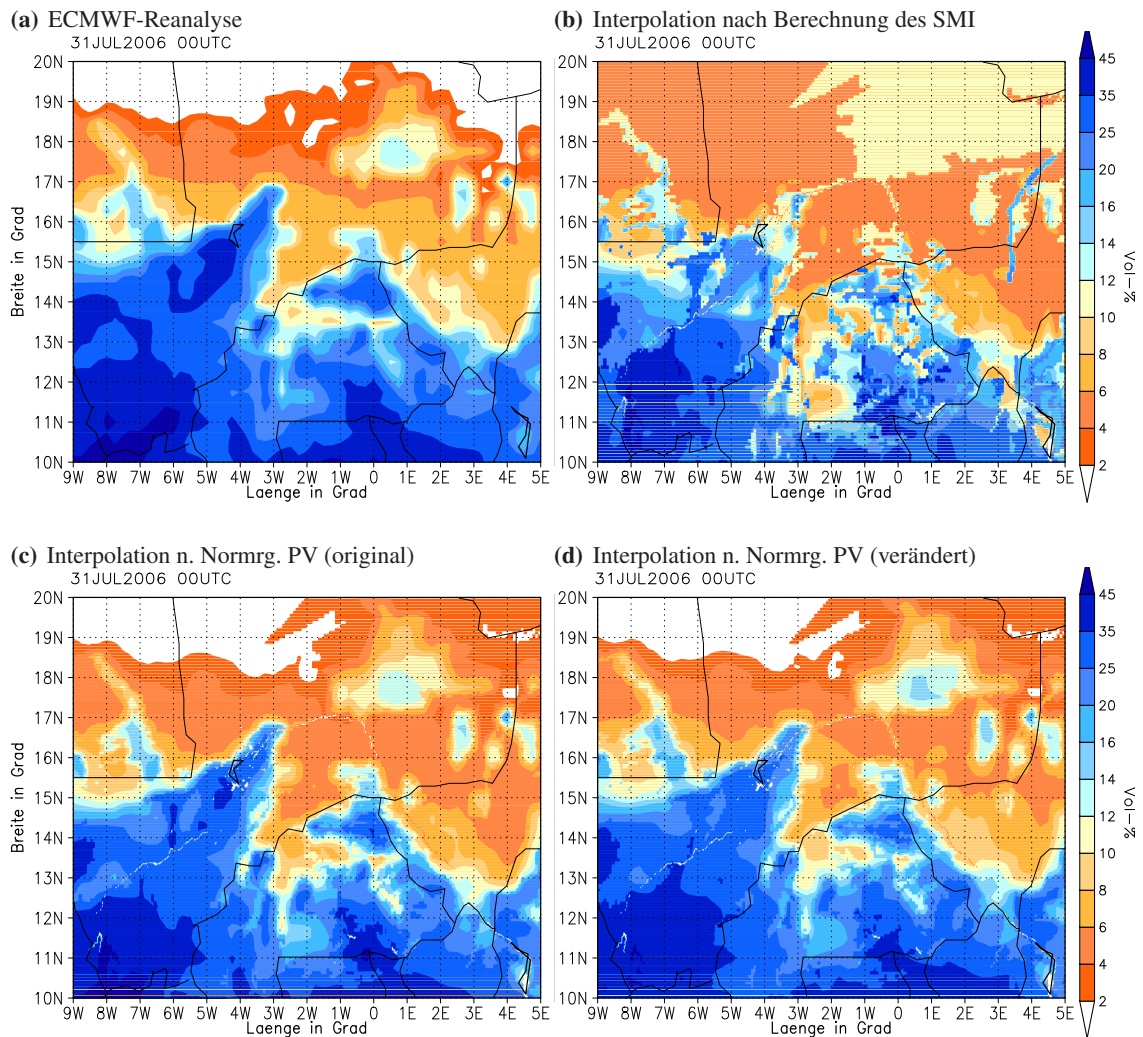 (a) ECMWF-Reanalyse
31JUL2006 00UTC
20N
19N
18N
17N
16N
15N
14N
13N
12N
11N
10N
Breite in Grad
9W 8W 7W 6W 5W 4W 3W 2W 1W 0 1E 2E 3E 4E 5E
Laenge in Grad
(b) Interpolation nach Berechnung des SMI
31JUL2006 00UTC
20N
19N
18N
17N
16N
15N
14N
13N
12N
11N
10N
9W 8W 7W 6W 5W 4W 3W 2W 1W 0 1E 2E 3E 4E 5E
Laenge in Grad
45
35
25
20
16
14
12
10
8
6
4
2
Vol-%
(c) Interpolation n. Normrg. PV (original)
31JUL2006 00UTC
20N
19N
18N
17N
16N
15N
14N
13N
12N
11N
10N
Breite in Grad
9W 8W 7W 6W 5W 4W 3W 2W 1W 0 1E 2E 3E 4E 5E
Laenge in Grad
(d) Interpolation n. Normrg. PV (verändert)
31JUL2006 00UTC
20N
19N
18N
17N
16N
15N
14N
13N
12N
11N
10N
9W 8W 7W 6W 5W 4W 3W 2W 1W 0 1E 2E 3E 4E 5E
Laenge in Grad
45
35
25
20
16
14
12
10
8
6
4
2
Vol-%